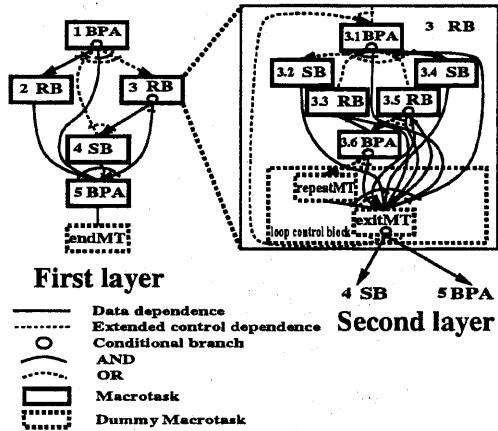 1 BPA
2 RB
3 RB
4 SB
5 BPA
endMT
First layer
3 RB
3.1 BPA
3.2 SB
3.4 SB
3.3 RB
3.5 RB
3.6 BPA
repeatMT
exitMT
loop control block
4 SB
5 BPA
Second layer
Data dependence
Extended control dependence
Conditional branch
AND
OR
Macrotask
Dummy Macrotask